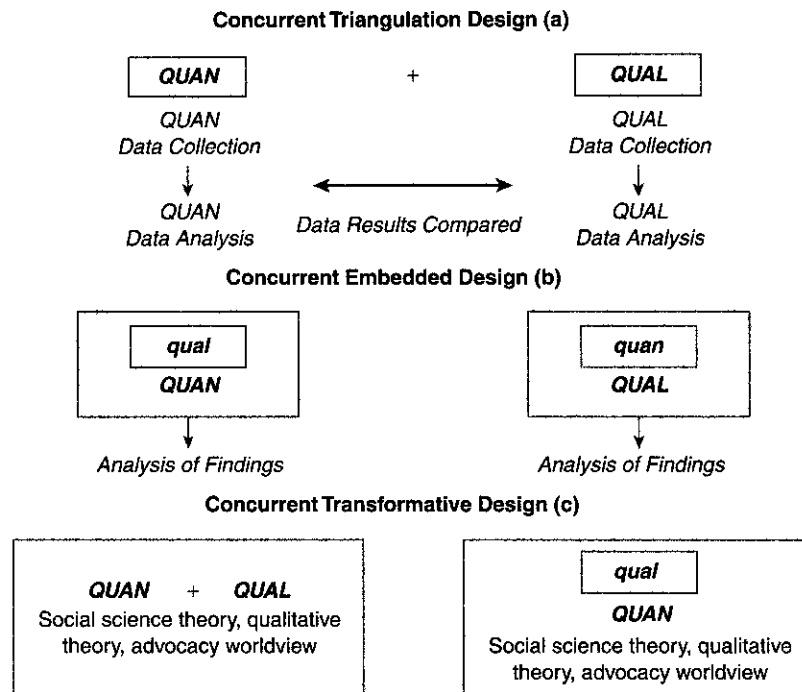 Concurrent Triangulation Design (a)
QUAN + QUAL
QUAN QUAL
Data Collection Data Collection
QUAN Data Results Compared QUAL
Data Analysis Data Analysis
Concurrent Embedded Design (b)
qual quan
QUAN QUAL
Analysis of Findings Analysis of Findings
Concurrent Transformative Design (c)
QUAN + QUAL
Social science theory, qualitative
theory, advocacy worldview
qual
QUAN
Social science theory, qualitative
theory, advocacy worldview